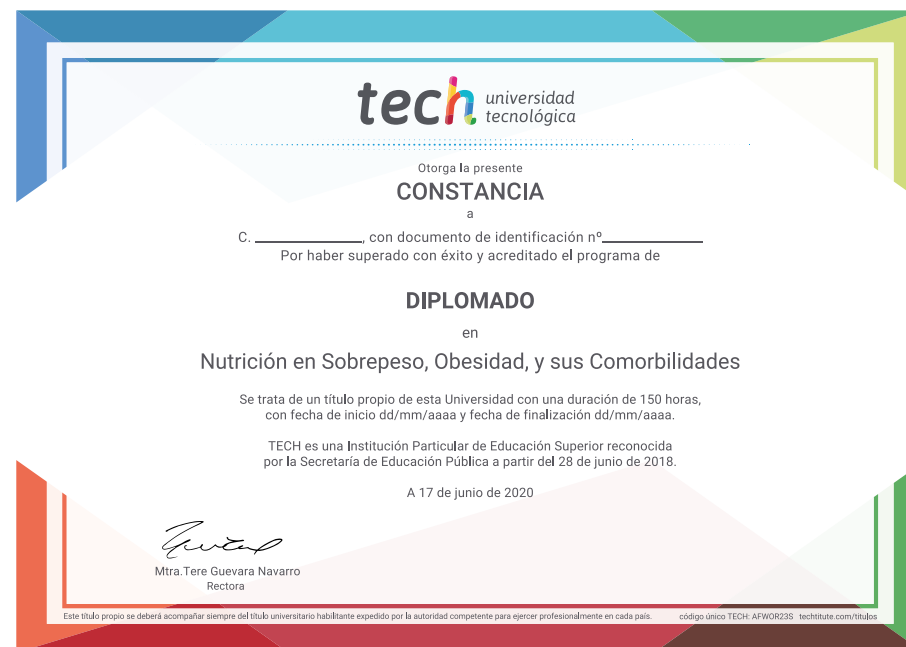 tech universidad
tecnológica
Otorga la presente
CONSTANCIA
a
C. ____________, con documento de identificación nº____________
Por haber superado con éxito y acreditado el programa de
DIPLOMADO
en
Nutrición en Sobrepeso, Obesidad, y sus Comorbilidades
Se trata de un título propio de esta Universidad con una duración de 150 horas,
con fecha de inicio dd/mm/aaaa y fecha de finalización dd/mm/aaaa.
TECH es una Institución Particular de Educación Superior reconocida
por la Secretaría de Educación Pública a partir del 28 de junio de 2018.
A 17 de junio de 2020
Mtra.Tere Guevara Navarro
Rectora
Este título propio se deberá acompañar siempre del título universitario habilitante expedido por la autoridad competente para ejercer profesionalmente en cada país. código único TECH: AFWOR23S techtitute.com/titulos